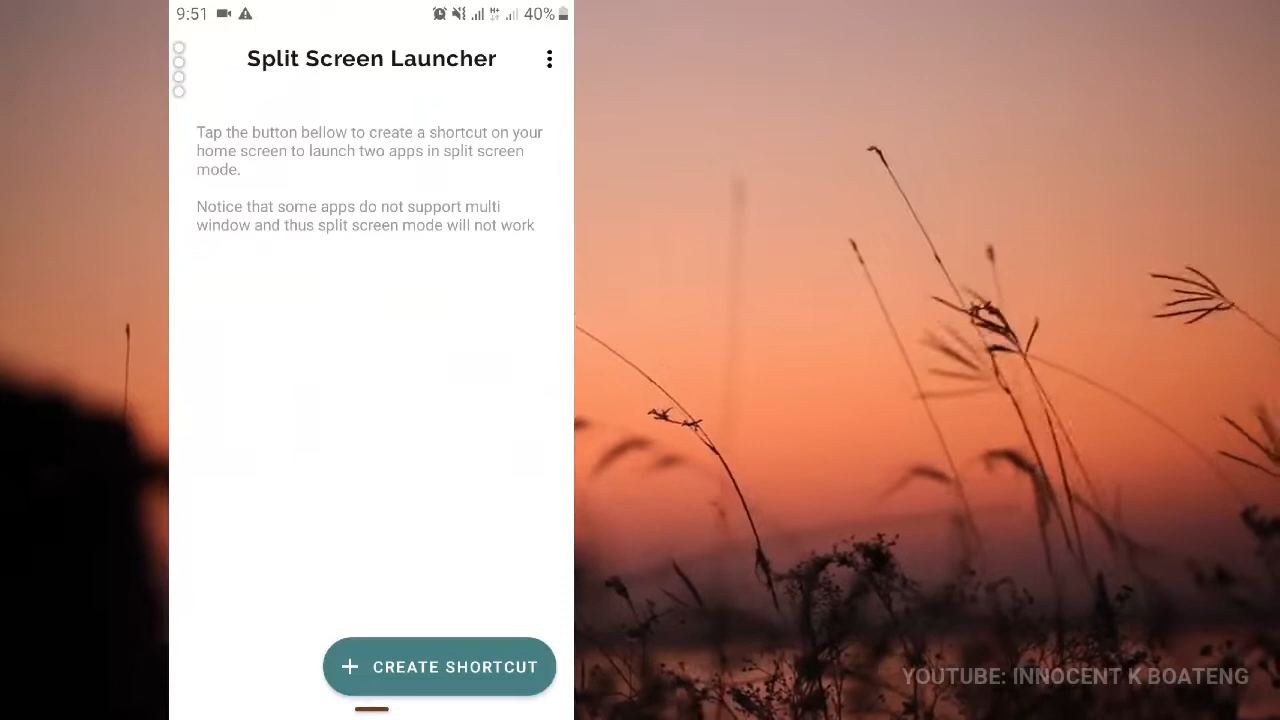 9:51
40%
Split Screen Launcher
Tap the button bellow to create a shortcut on your
home screen to launch two apps in split screen
mode.
Notice that some apps do not support multi
window and thus split screen mode will not work
+ CREATE SHORTCUT
YOUTUBE: INNOCENT K BOATENG